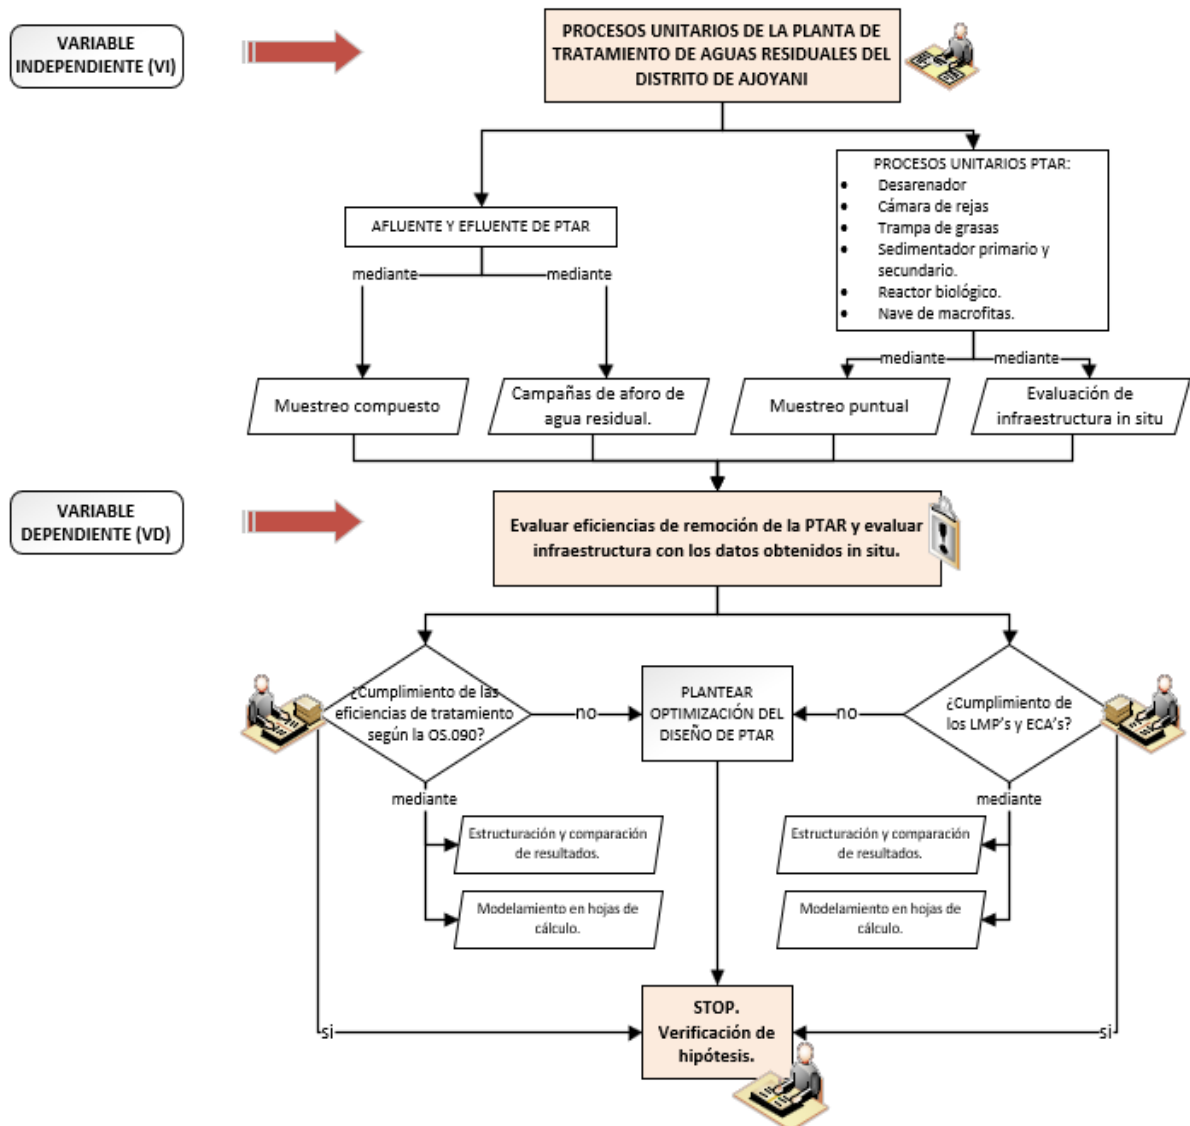 VARIABLE
INDEPENDIENTE (VI)
PROCESOS UNITARIOS DE LA PLANTA DE
TRATAMIENTO DE AGUAS RESIDUALES DEL
DISTRITO DE AJOYANI
AFLUENTE Y EFLUENTE DE PTAR
PROCESOS UNITARIOS PTAR:
• Desarenador
• Cámara de rejas
• Trampa de grasas
• Sedimentador primario y
secundario.
• Reactor biológico.
• Nave de macrofitas.
mediante
mediante
mediante
mediante
Muestreo compuesto
Campañas de aforo de
agua residual.
Muestreo puntual
Evaluación de
infraestructura in situ
VARIABLE
DEPENDIENTE (VD)
Evaluar eficiencias de remoción de la PTAR y evaluar
infraestructura con los datos obtenidos in situ.
¿Cumplimiento de las
eficiencias de tratamiento
según la OS.090?
no
PLANTEAR
OPTIMIZACIÓN DEL
DISEÑO DE PTAR
no
¿Cumplimiento de
los LMP's y ECA's?
mediante
mediante
Estructuración y comparación
de resultados.
Estructuración y comparación
de resultados.
Modelamiento en hojas de
cálculo.
Modelamiento en hojas de
cálculo.
si
STOP.
Verificación de
hipótesis.
si